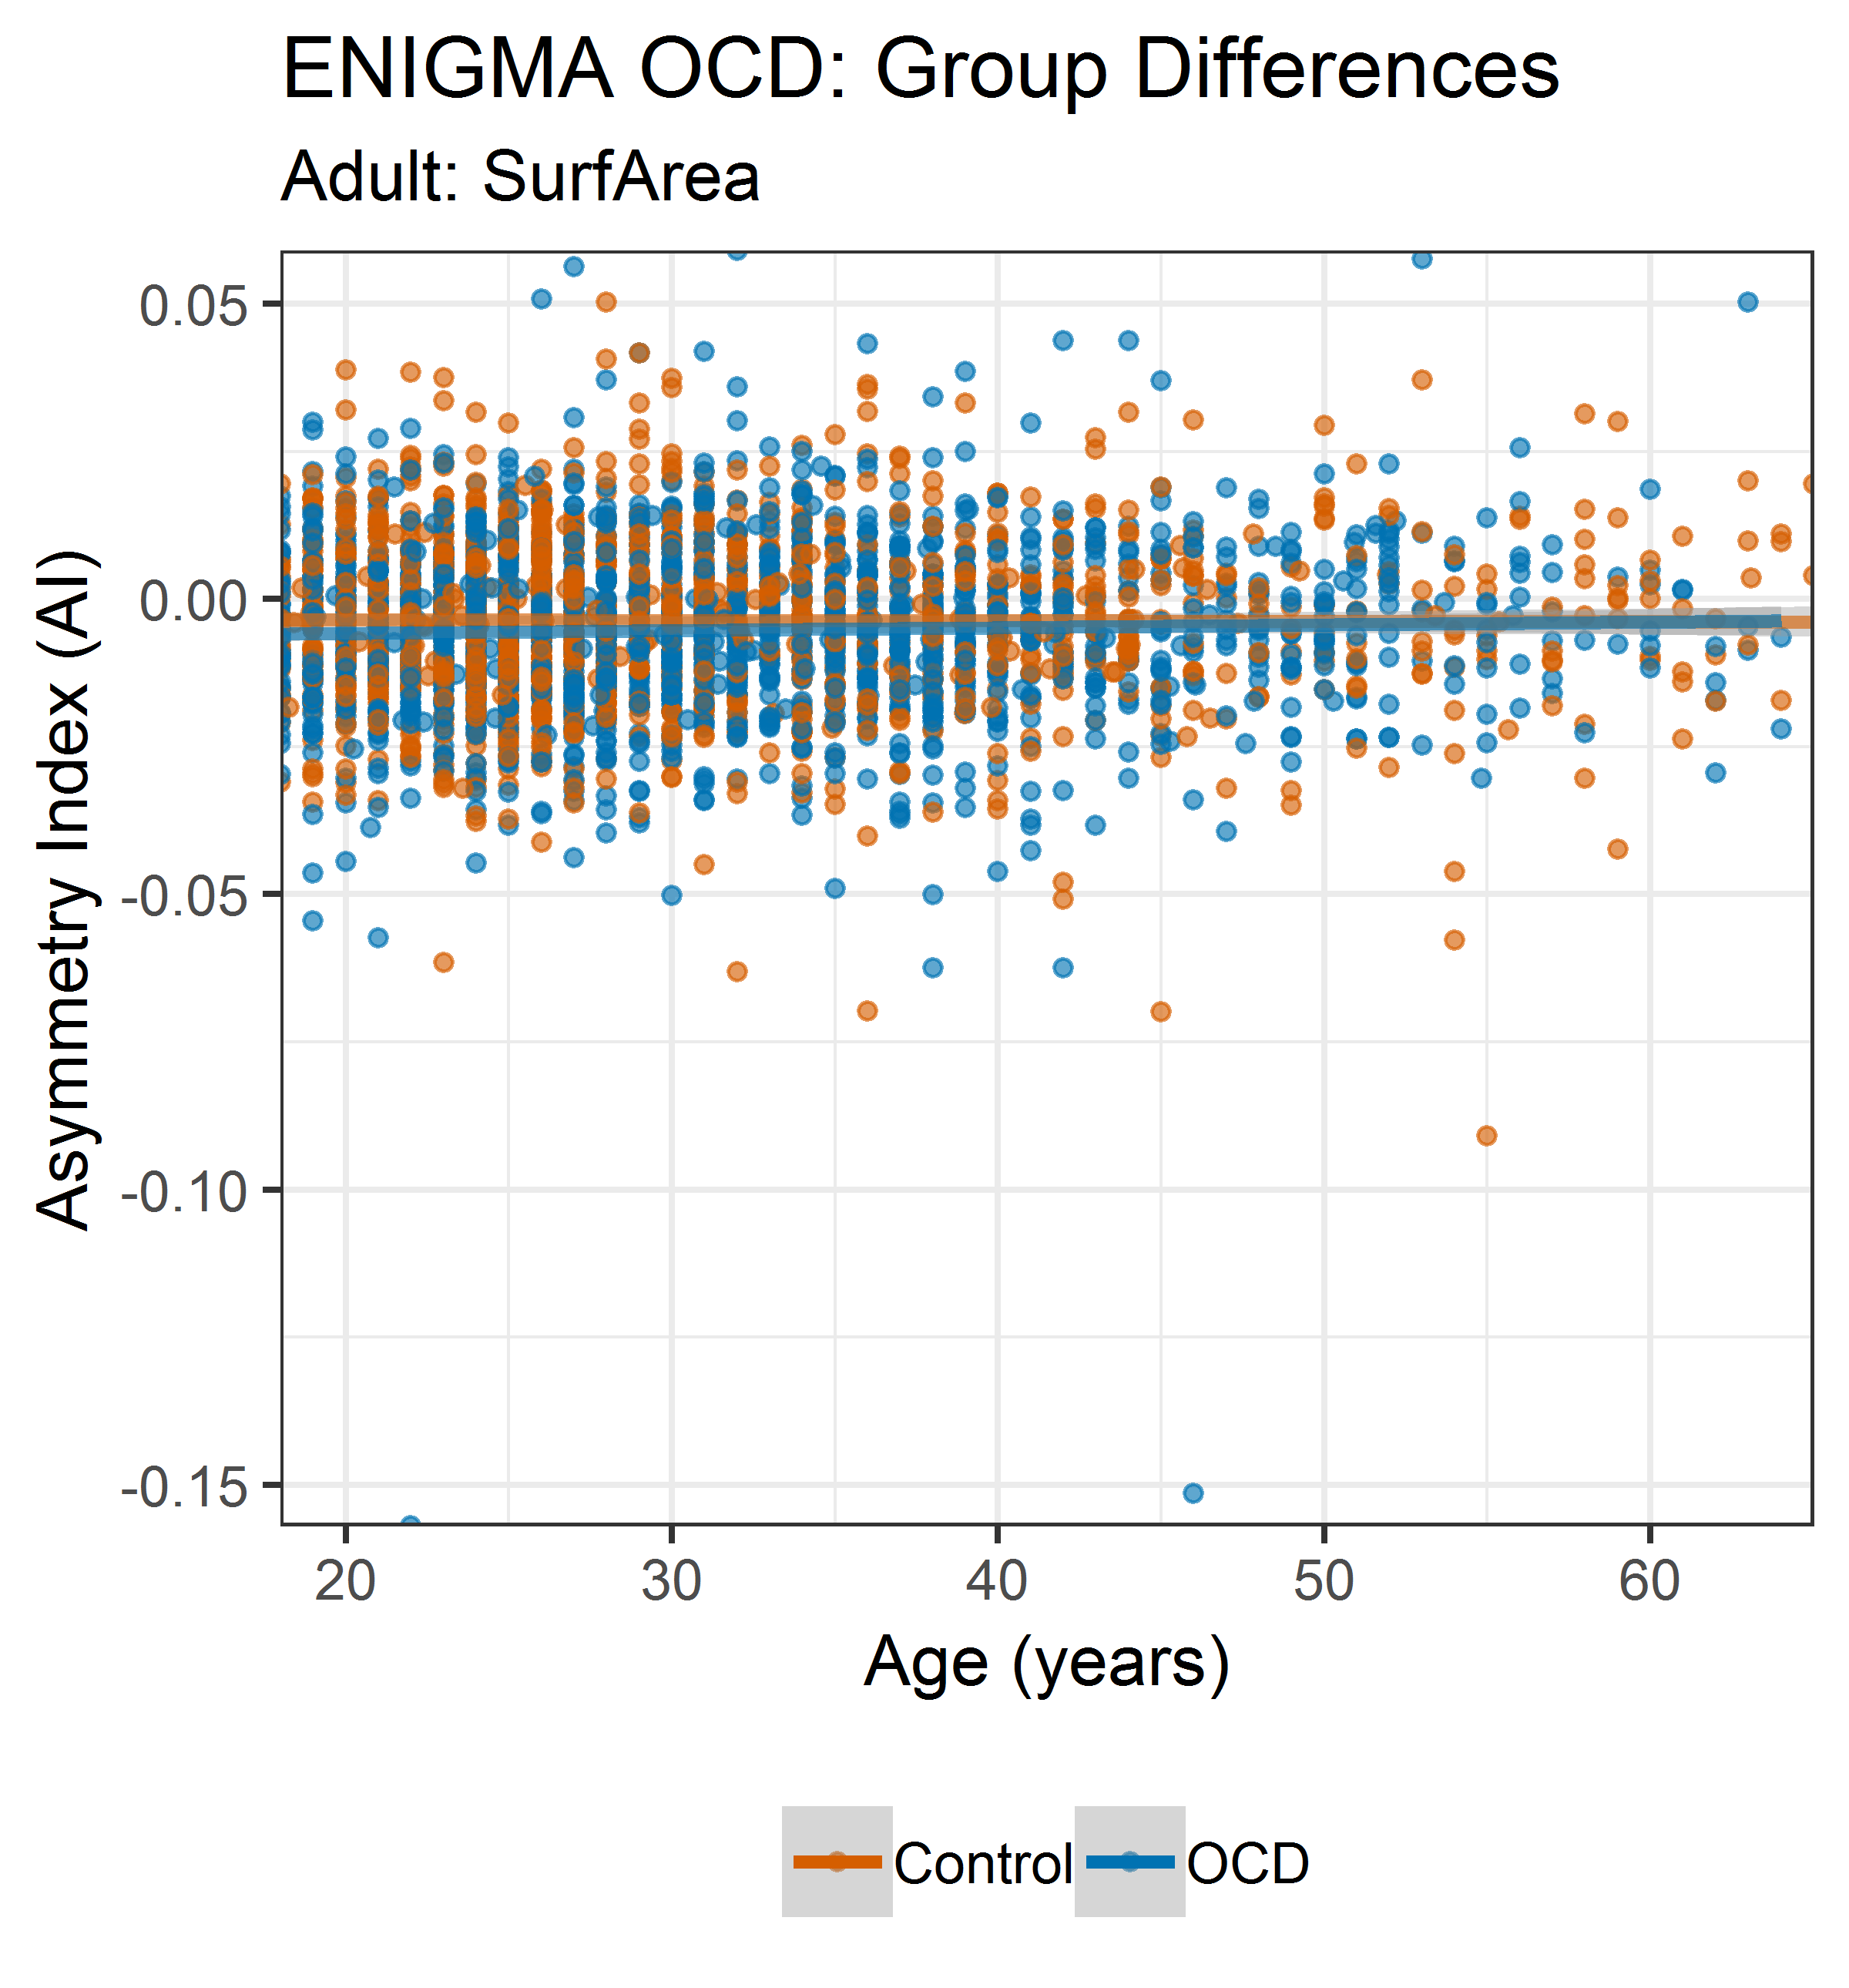 ENIGMA OCD: Group Differences
Adult: SurfArea
Asymmetry Index (AI)
0.05
0.00
-0.05
-0.10
-0.15
20 30 40 50 60
Age (years)
Control OCD